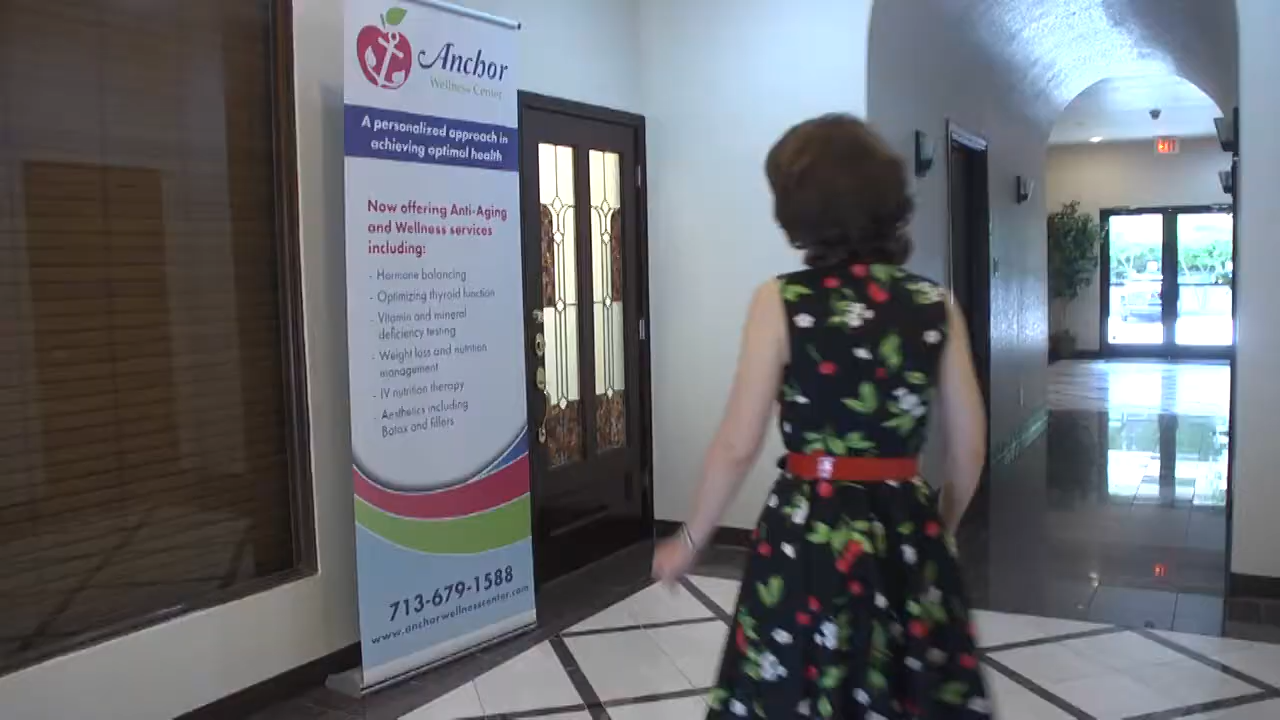 Anchor
Wellness Center
A personalized approach in
achieving optimal health
Now offering Anti-Aging
and Wellness services
including:
- Hormone balancing
- Optimizing thyroid function
- Vitamin and mineral
deficiency testing
- Weight loss and nutrition
management
- IV nutrition therapy
- Aesthetics including
Botox and fillers
713-679-1588
www.anchorwellnesscenter.com
EXIT